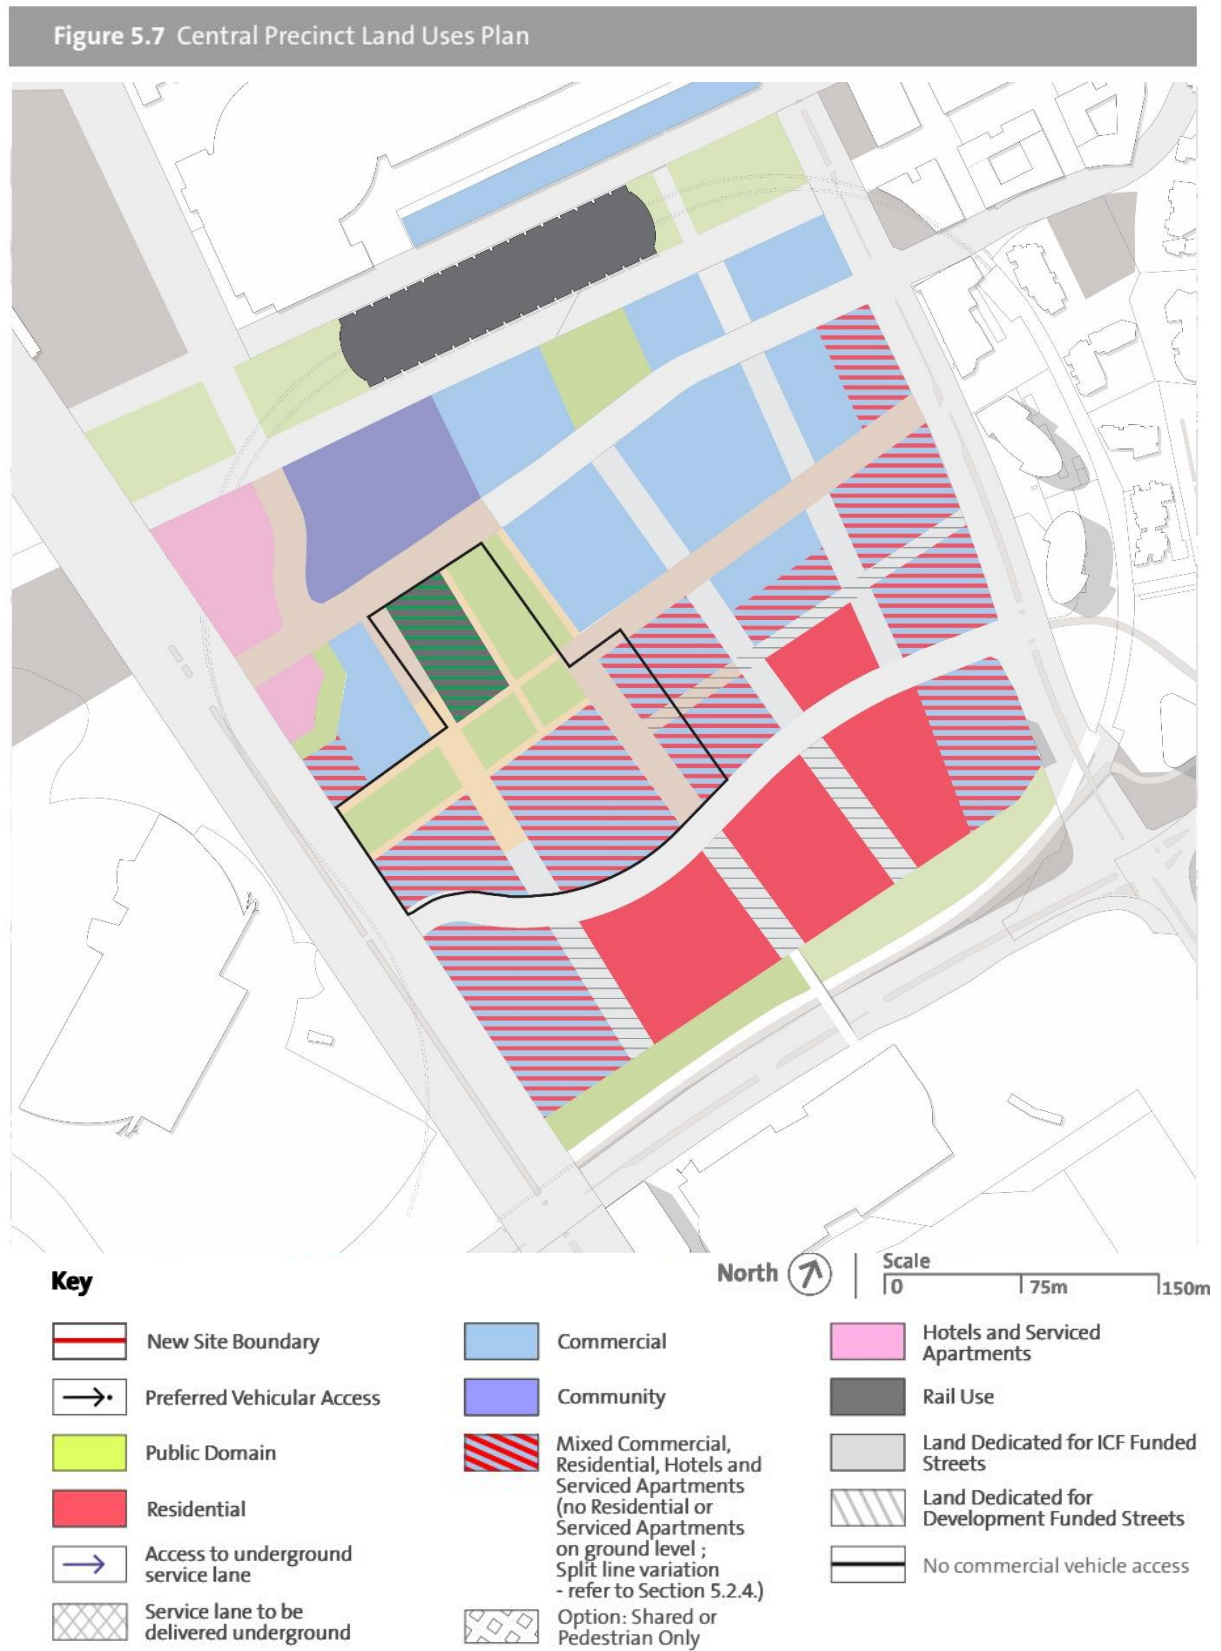 Figure 5.7 Central Precinct Land Uses Plan
Key
North
Scale
0
75m
150m
New Site Boundary
Preferred Vehicular Access
Public Domain
Residential
Access to underground
service lane
Service lane to be
delivered underground
Commercial
Community
Mixed Commercial,
Residential, Hotels and
Serviced Apartments
(no Residential or
Serviced Apartments
on ground level ;
Split line variation
- refer to Section 5.2.4.)
Option: Shared or
Pedestrian Only
Hotels and Serviced
Apartments
Rail Use
Land Dedicated for ICF Funded
Streets
Land Dedicated for
Development Funded Streets
No commercial vehicle access